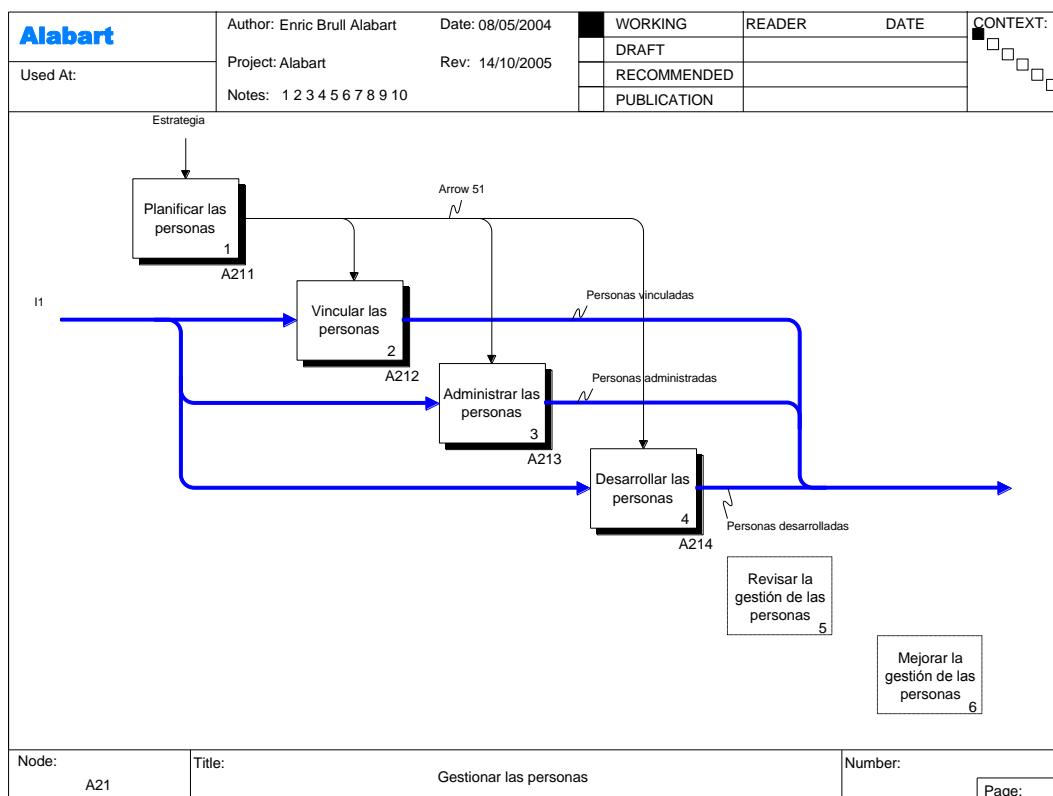 Alabart
Used At:
Author: Enric Brull Alabart
Date: 08/05/2004
Project: Alabart
Rev: 14/10/2005
Notes: 1 2 3 4 5 6 7 8 9 10
WORKING
DRAFT
RECOMMENDED
PUBLICATION
READER
DATE
CONTEXT:
Estrategia
Planificar las
personas
1
A211
Arrow 51
I1
Vincular las
personas
2
A212
Personas vinculadas
Administrar las
personas
3
A213
Personas administradas
Desarrollar las
personas
4
A214
Personas desarrolladas
Revisar la
gestión de las
personas
5
Mejorar la
gestión de las
personas
6
Node:
A21
Title:
Gestionar las personas
Number:
Page: